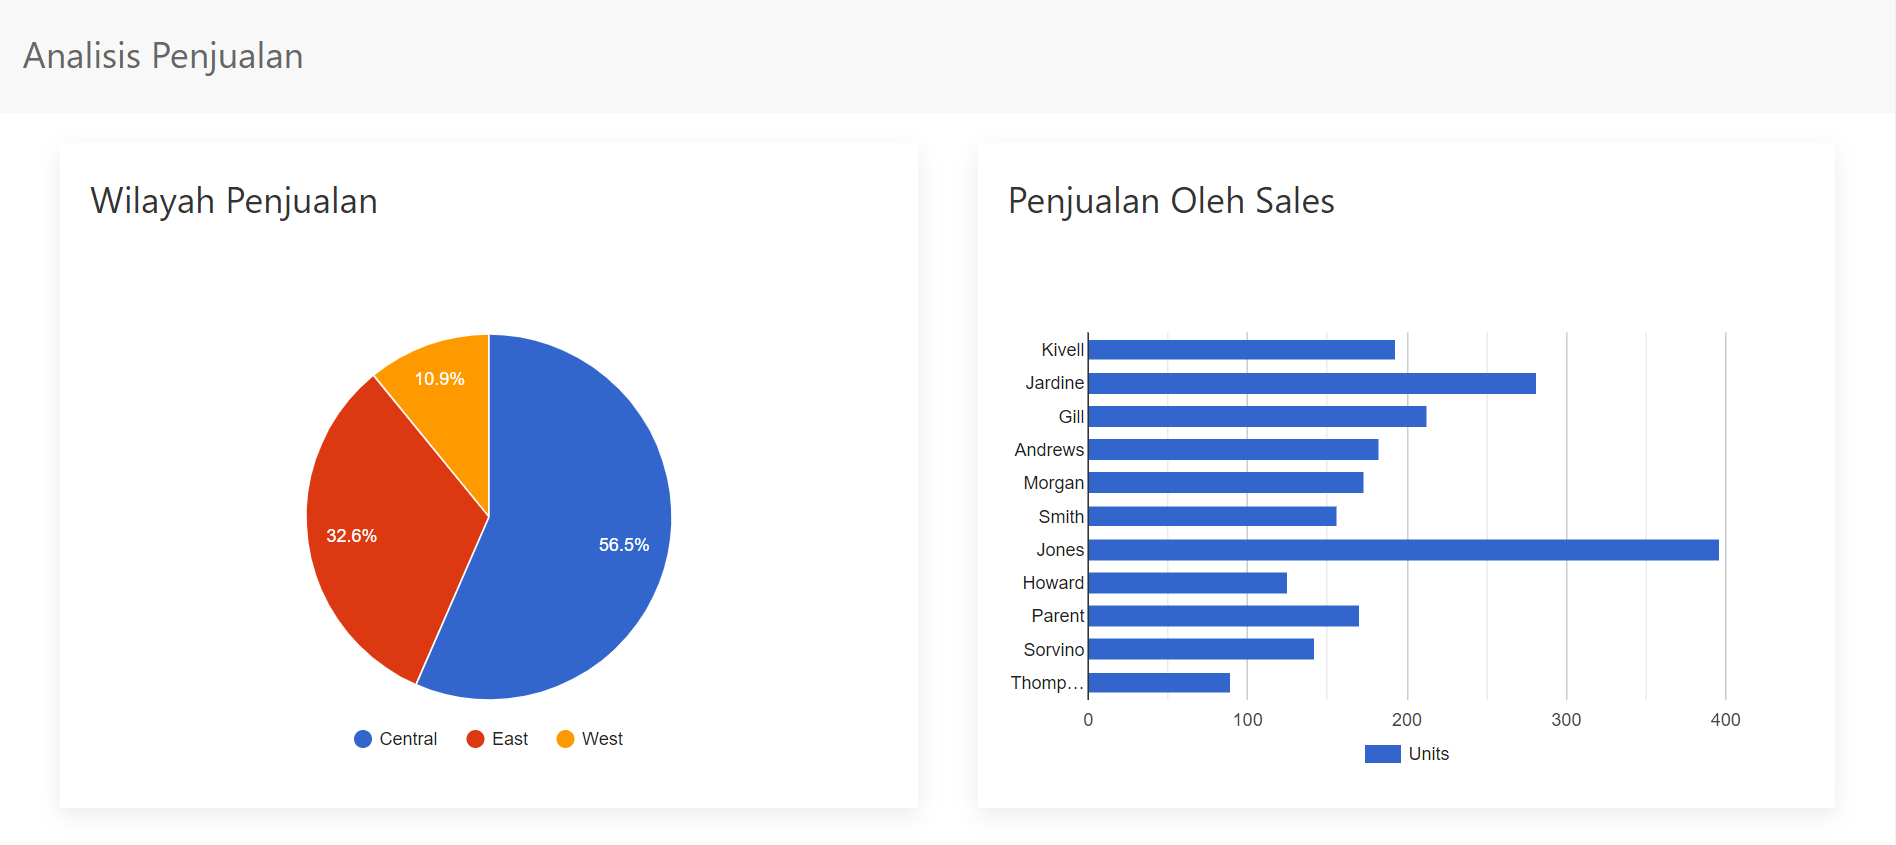 Analisis Penjualan
Wilayah Penjualan
10.9%
32.6%
56.5%
Central East West
Penjualan Oleh Sales
Kivell
Jardine
Gill
Andrews
Morgan
Smith
Jones
Howard
Parent
Sorvino
Thomp...
0 100 200 300 400
Units